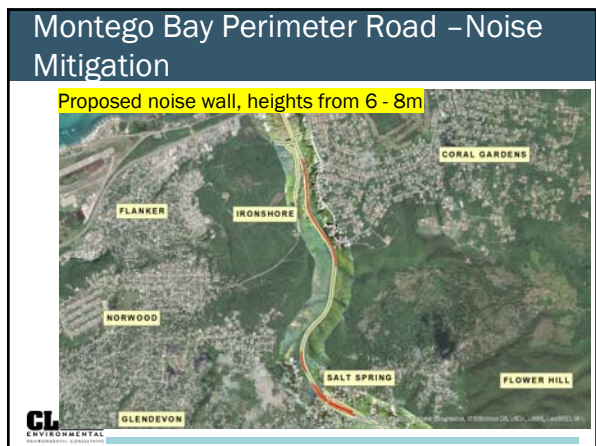 Montego Bay Perimeter Road –Noise
Mitigation
Proposed noise wall, heights from 6 - 8m
CORAL GARDENS
FLANKER
IRONSHORE
NORWOOD
SALT SPRING
FLOWER HILL
GLENDEVON
CL
ENVIRONMENTAL